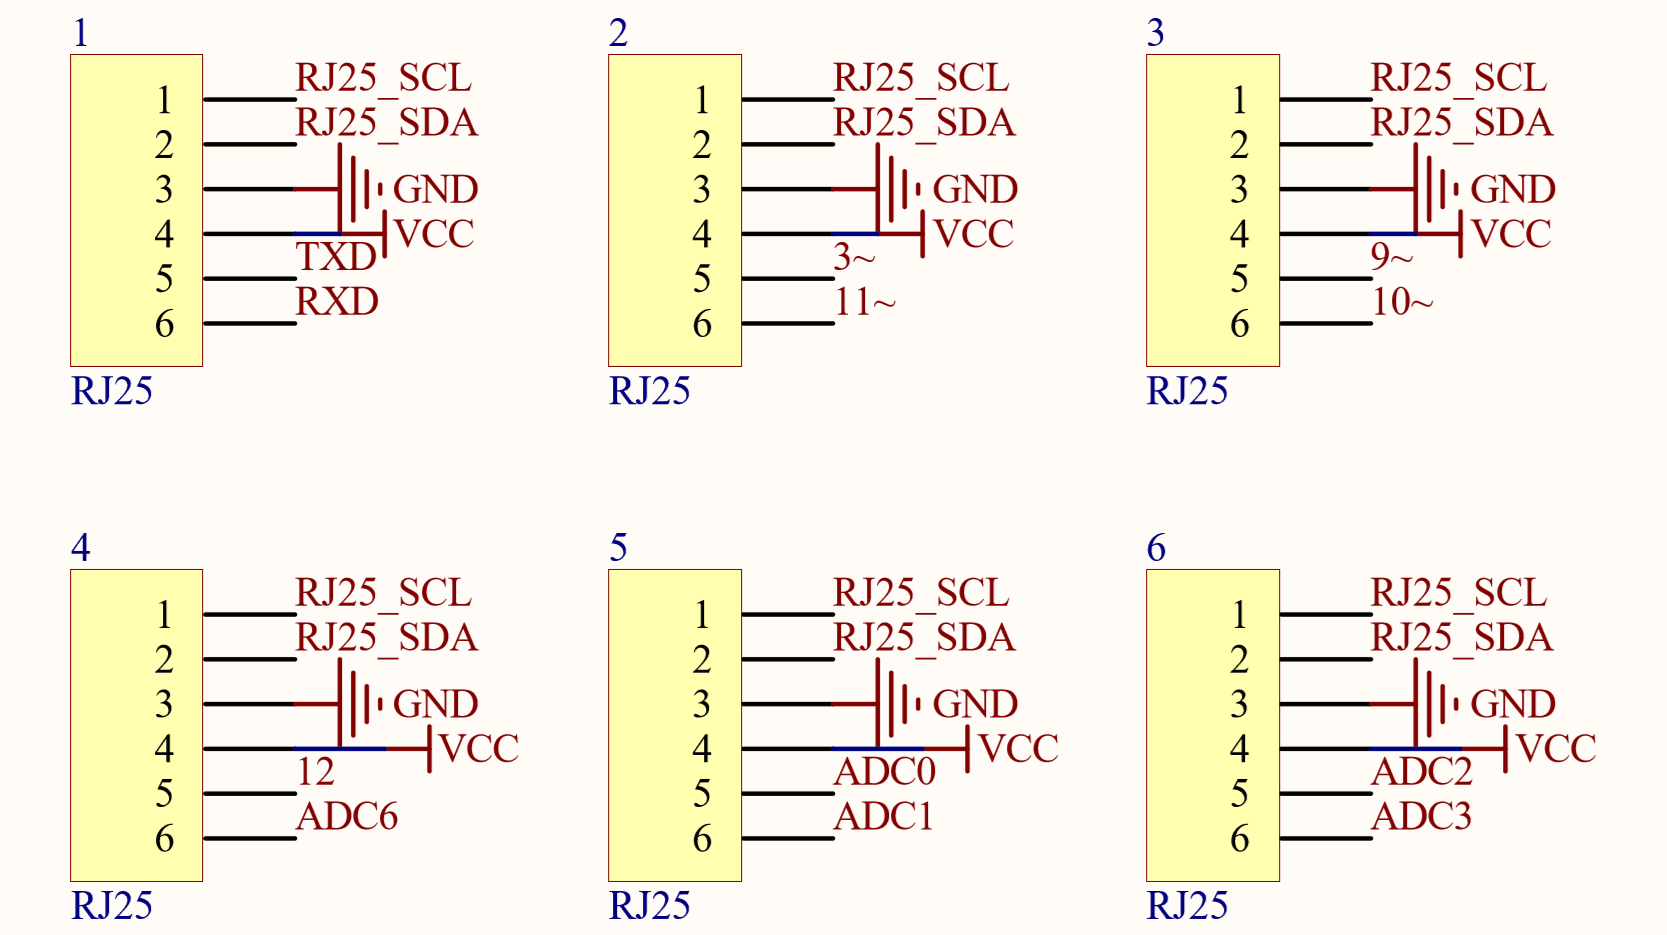 1
RJ25_SCL
1
RJ25_SDA
2
3 GND
4 VCC
TXD
5
RXD
6
RJ25
2
RJ25_SCL
1
RJ25_SDA
2
3 GND
4 VCC
3~
5
11~
6
RJ25
3
RJ25_SCL
1
RJ25_SDA
2
3 GND
4 VCC
9~
5
10~
6
RJ25
4
RJ25_SCL
1
RJ25_SDA
2
3 GND
4 VCC
12
5
ADC6
6
RJ25
5
RJ25_SCL
1
RJ25_SDA
2
3 GND
4 VCC
ADC0
5
ADC1
6
RJ25
6
RJ25_SCL
1
RJ25_SDA
2
3 GND
4 VCC
ADC2
5
ADC3
6
RJ25